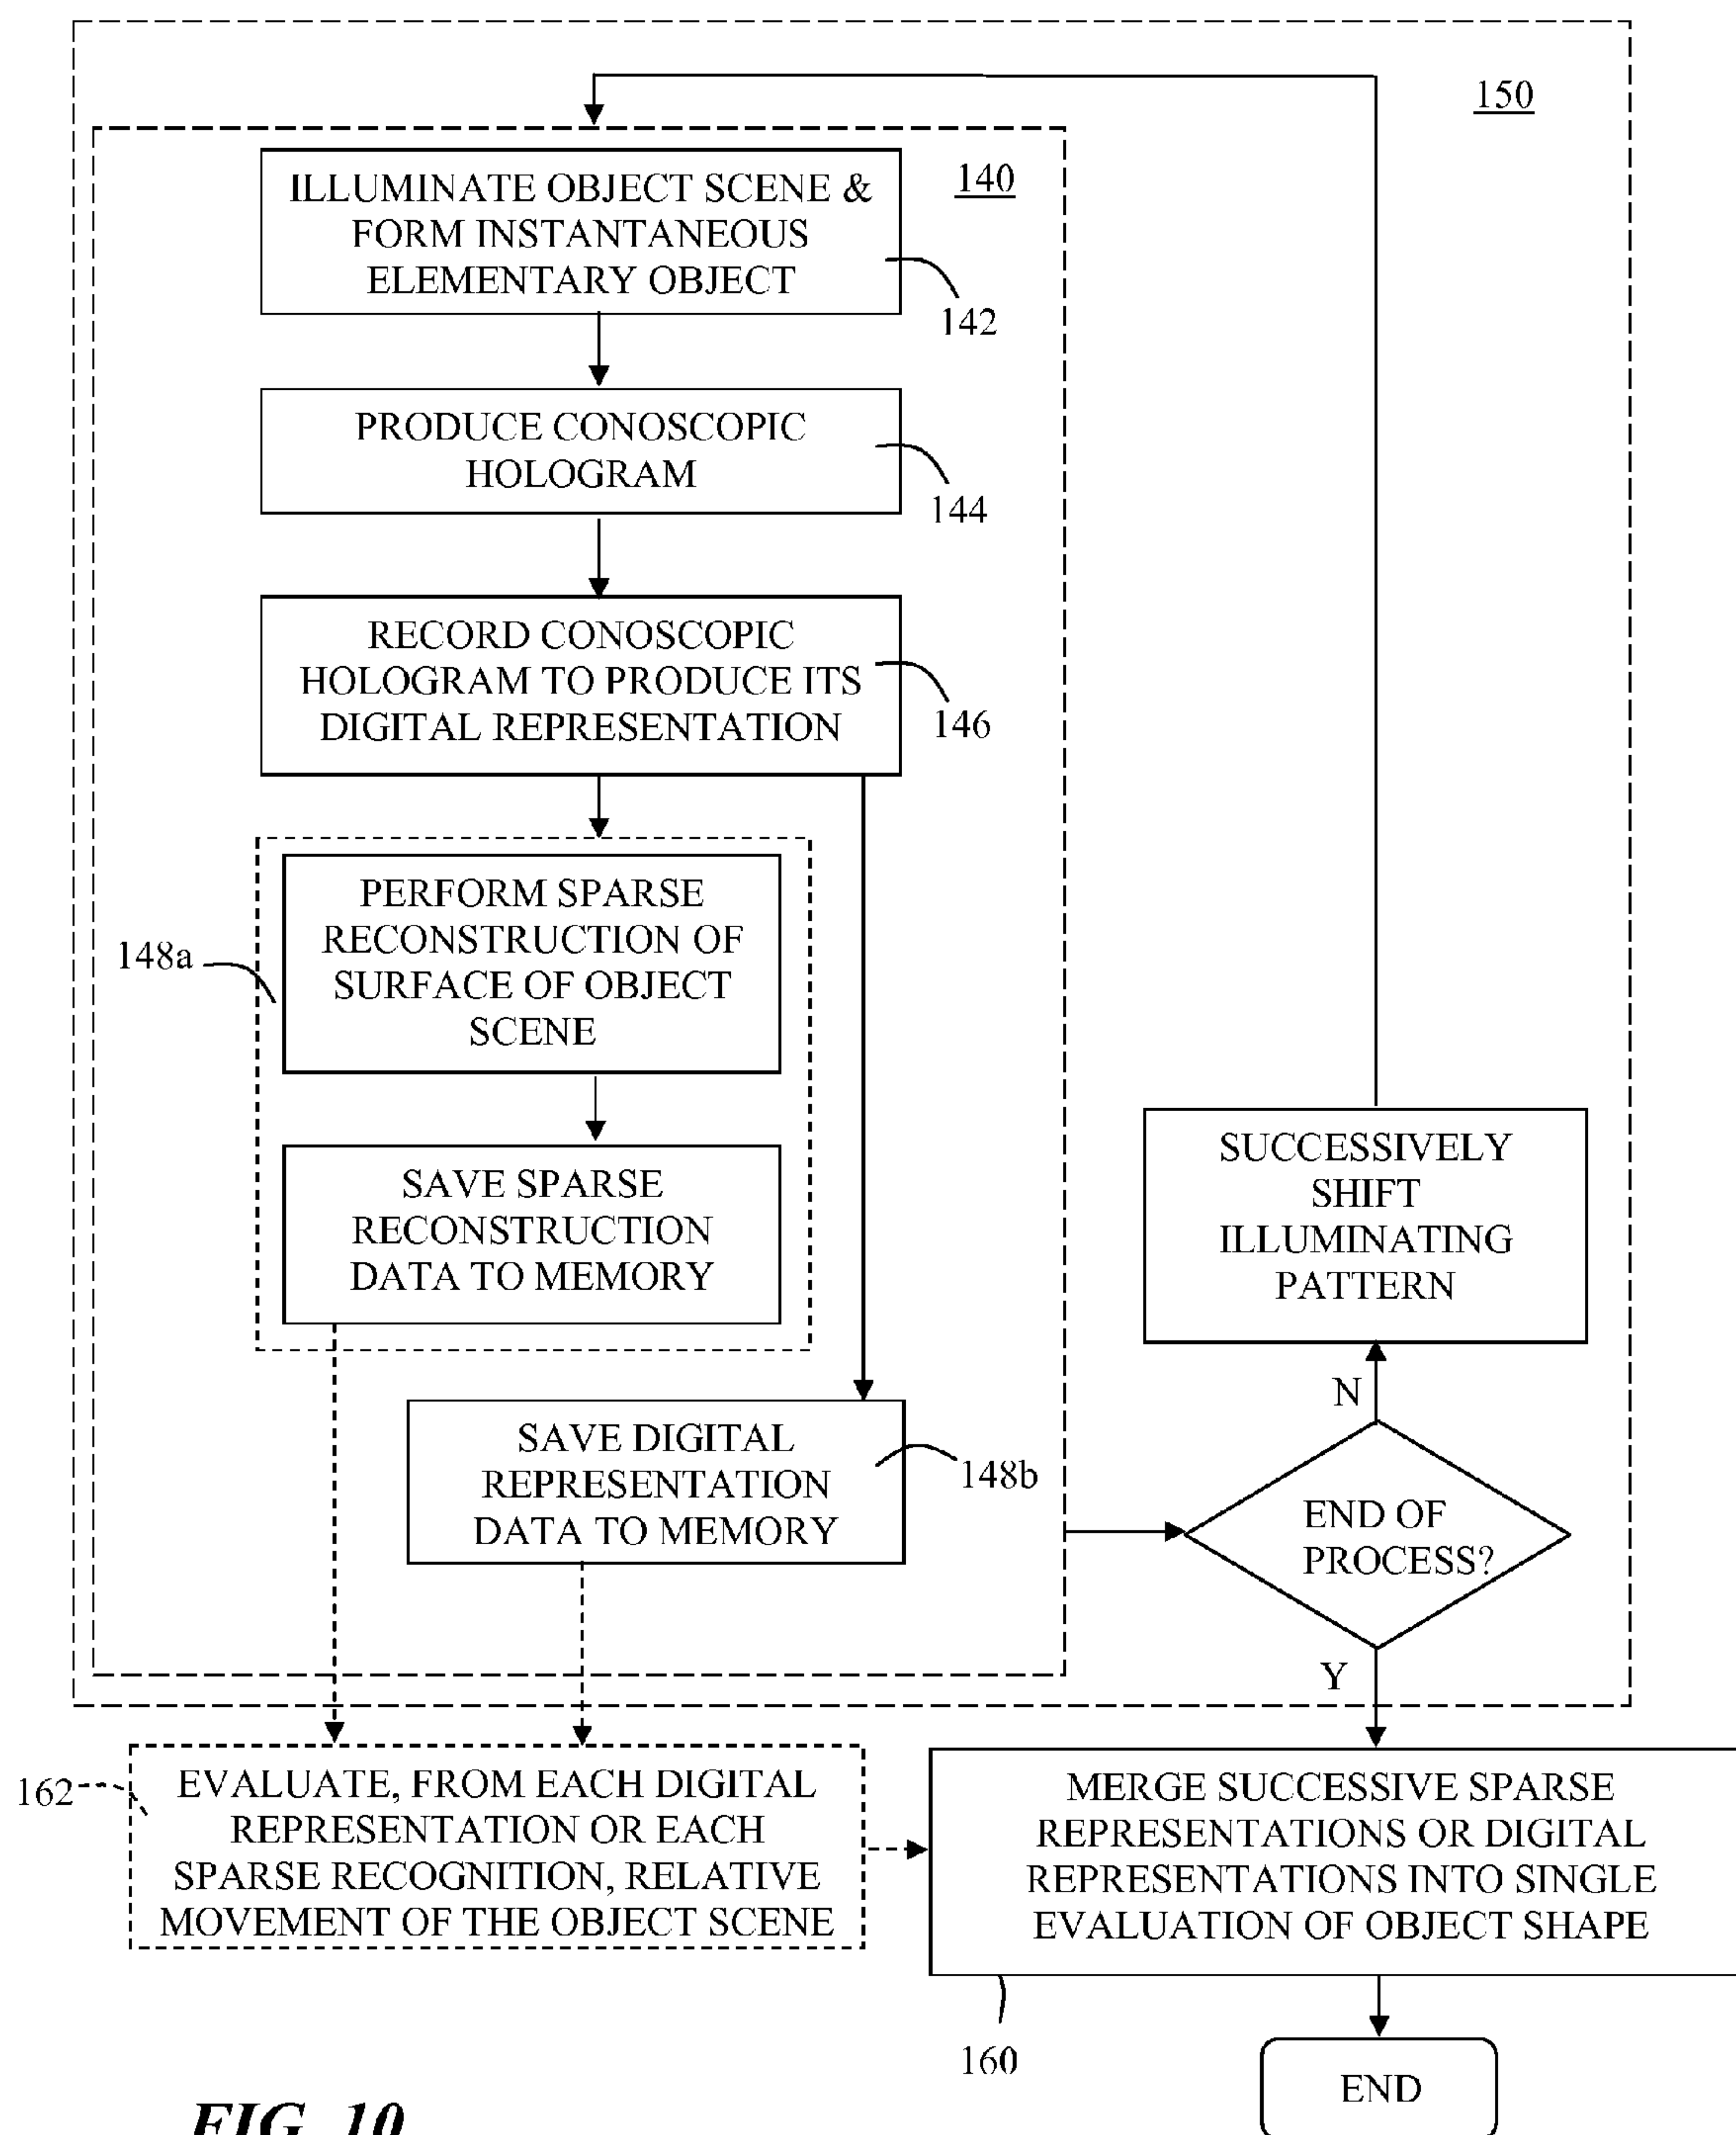 150
140
ILLUMINATE OBJECT SCENE &
FORM INSTANTANEOUS
ELEMENTARY OBJECT
142
PRODUCE CONOSCOPIC
HOLOGRAM
144
RECORD CONOSCOPIC
HOLOGRAM TO PRODUCE ITS
DIGITAL REPRESENTATION
146
PERFORM SPARSE
RECONSTRUCTION OF
SURFACE OF OBJECT
SCENE
148a
SAVE SPARSE
RECONSTRUCTION
DATA TO MEMORY
SAVE DIGITAL
REPRESENTATION
DATA TO MEMORY
148b
SUCCESSIVELY
SHIFT
ILLUMINATING
PATTERN
N
END OF
PROCESS?
Y
162
EVALUATE, FROM EACH DIGITAL
REPRESENTATION OR EACH
SPARSE RECOGNITION, RELATIVE
MOVEMENT OF THE OBJECT SCENE
MERGE SUCCESSIVE SPARSE
REPRESENTATIONS OR DIGITAL
REPRESENTATIONS INTO SINGLE
EVALUATION OF OBJECT SHAPE
160
END
FIG. 10